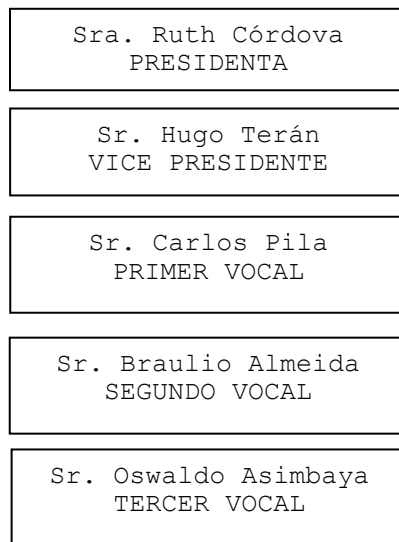 Sra. Ruth Córdova
PRESIDENTA
Sr. Hugo Terán
VICE PRESIDENTE
Sr. Carlos Pila
PRIMER VOCAL
Sr. Braulio Almeida
SEGUNDO VOCAL
Sr. Oswaldo Asimbaya
TERCER VOCAL